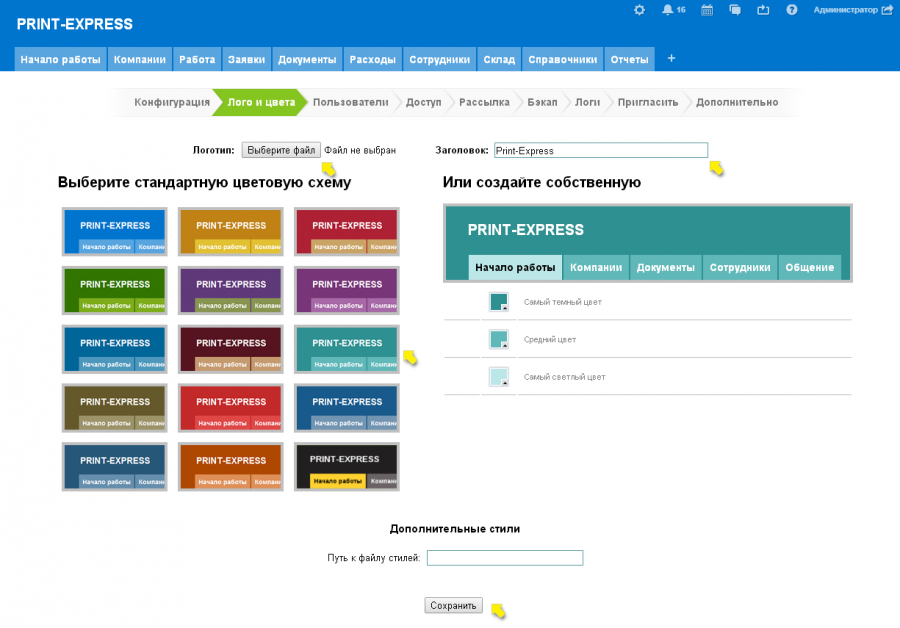 16 Администратор
PRINT-EXPRESS
Начало работы Компании Работа Заявки Документы Расходы Сотрудники Склад Справочники Отчеты +
Конфигурация Лого и цвета Пользователи Доступ Рассылка Бэкап Логи Пригласить Дополнительно
Логотип: Выберите файл Файл не выбран Заголовок: Print-Express
Выберите стандартную цветовую схему Или создайте собственную
PRINT-EXPRESS PRINT-EXPRESS PRINT-EXPRESS
Начало работы Компани Начало работы Компани Начало работы Компани
PRINT-EXPRESS PRINT-EXPRESS PRINT-EXPRESS
Начало работы Компани Начало работы Компани Начало работы Компани
PRINT-EXPRESS PRINT-EXPRESS PRINT-EXPRESS
Начало работы Компани Начало работы Компани Начало работы Компани
PRINT-EXPRESS PRINT-EXPRESS PRINT-EXPRESS
Начало работы Компани Начало работы Компани Начало работы Компани
PRINT-EXPRESS PRINT-EXPRESS PRINT-EXPRESS
Начало работы Компани Начало работы Компани Начало работы Компани
PRINT-EXPRESS
Начало работы Компании Документы Сотрудники Общение
Самый темный цвет
Средний цвет
Самый светлый цвет
Дополнительные стили
Путь к файлу стилей:
Сохранить